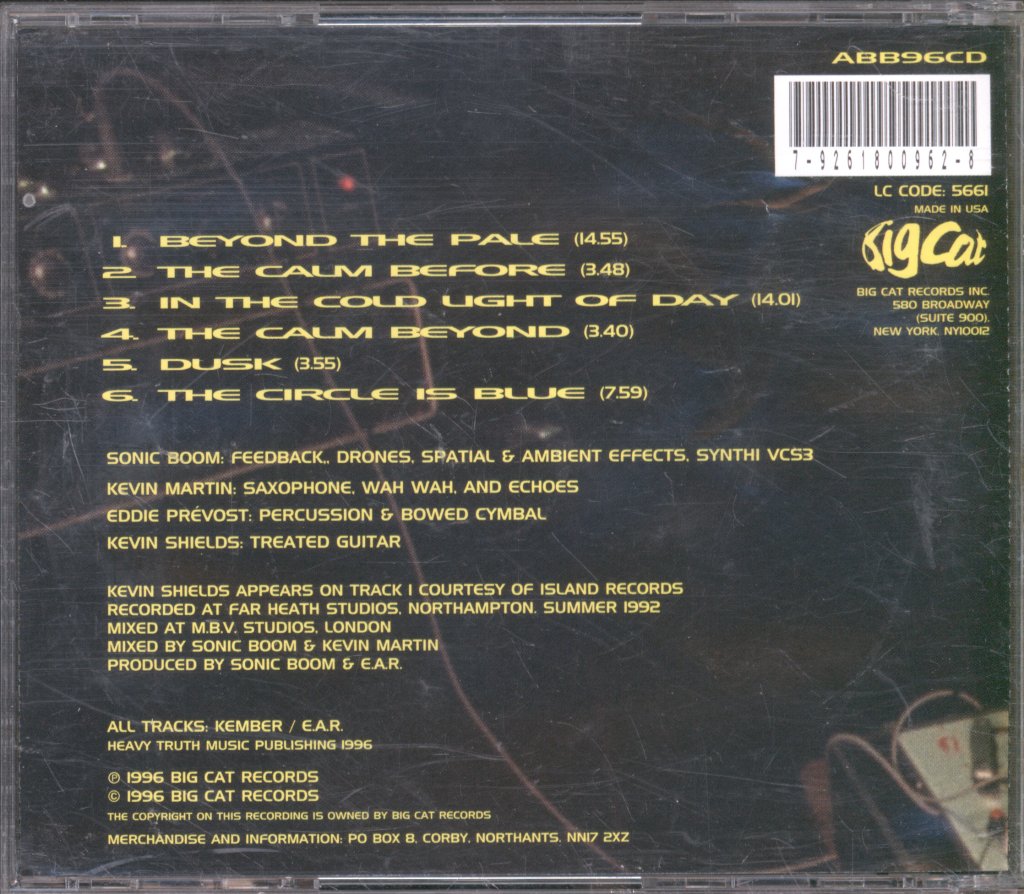 ABB96CD
7-9261800962-8
LC CODE: 5661
MADE IN USA
Big Cat
BIG CAT RECORDS INC.
580 BROADWAY
(SUITE 900),
NEW YORK, NY10012
1. BEYOND THE PALE (14.55)
2. THE CALM BEFORE (3.48)
3. IN THE COLD LIGHT OF DAY (14.01)
4. THE CALM BEYOND (3.40)
5. DUSK (3.55)
6. THE CIRCLE IS BLUE (7.59)
SONIC BOOM: FEEDBACK,, DRONES, SPATIAL & AMBIENT EFFECTS, SYNTHI VCS3
KEVIN MARTIN: SAXOPHONE, WAH WAH, AND ECHOES
EDDIE PRÉVOST: PERCUSSION & BOWED CYMBAL
KEVIN SHIELDS: TREATED GUITAR
KEVIN SHIELDS APPEARS ON TRACK 1 COURTESY OF ISLAND RECORDS
RECORDED AT FAR HEATH STUDIOS, NORTHAMPTON. SUMMER 1992
MIXED AT M.B.V. STUDIOS, LONDON
MIXED BY SONIC BOOM & KEVIN MARTIN
PRODUCED BY SONIC BOOM & E.A.R.
ALL TRACKS: KEMBER / E.A.R.
HEAVY TRUTH MUSIC PUBLISHING 1996
℗ 1996 BIG CAT RECORDS
© 1996 BIG CAT RECORDS
THE COPYRIGHT ON THIS RECORDING IS OWNED BY BIG CAT RECORDS
MERCHANDISE AND INFORMATION: PO BOX 8, CORBY, NORTHANTS, NN17 2XZ